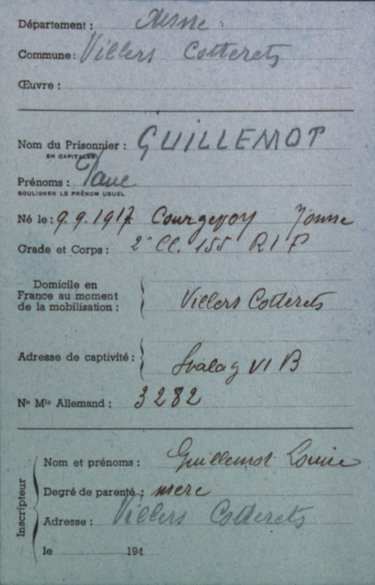 Département : Aisne
Commune : Villers Cotterets
Œuvre :
Nom du Prisonnier : GUILLEMOT
EN CAPITALES
Prénoms : Paul
SOULIGNER LE PRÉNOM USUEL
Né le : 9.9.1917 Yonne
Grade et Corps : 2e Cl. 155 R I F
Domicile en
France au moment
de la mobilisation :
Villers Cotterets
Adresse de captivité : Stalag VI B
No Mle Allemand : 3282
Inscripteur
Nom et prénoms : Guillemot Louise
Degré de parenté : mere
Adresse : Villers Cotterets
le 194